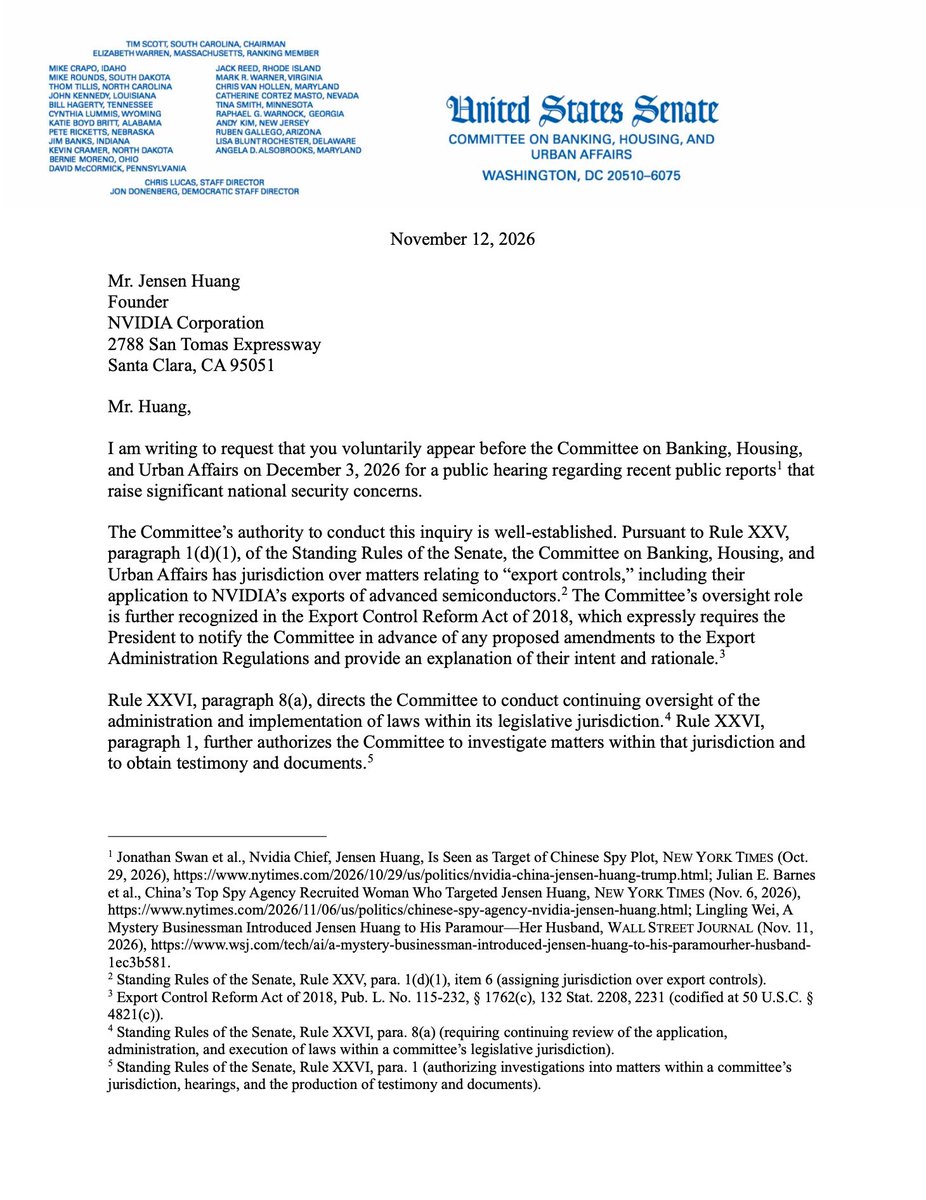 TIM SCOTT, SOUTH CAROLINA, CHAIRMAN
ELIZABETH WARREN, MASSACHUSETTS, RANKING MEMBER
MIKE CRAPO, IDAHO
MIKE ROUNDS, SOUTH DAKOTA
THOM TILLIS, NORTH CAROLINA
JOHN KENNEDY, LOUISIANA
BILL HAGERTY, TENNESSEE
CYNTHIA LUMMIS, WYOMING
KATIE BOYD BRITT, ALABAMA
PETE RICKETTS, NEBRASKA
JIM BANKS, INDIANA
KEVIN CRAMER, NORTH DAKOTA
BERNIE MORENO, OHIO
DAVID McCORMICK, PENNSYLVANIA
JACK REED, RHODE ISLAND
MARK R. WARNER, VIRGINIA
CHRIS VAN HOLLEN, MARYLAND
CATHERINE CORTEZ MASTO, NEVADA
TINA SMITH, MINNESOTA
RAPHAEL G. WARNOCK, GEORGIA
ANDY KIM, NEW JERSEY
RUBEN GALLEGO, ARIZONA
LISA BLUNT ROCHESTER, DELAWARE
ANGELA D. ALSOBROOKS, MARYLAND
CHRIS LUCAS, STAFF DIRECTOR
JON DONENBERG, DEMOCRATIC STAFF DIRECTOR
United States Senate
COMMITTEE ON BANKING, HOUSING, AND
URBAN AFFAIRS
WASHINGTON, DC 20510–6075
November 12, 2026
Mr. Jensen Huang
Founder
NVIDIA Corporation
2788 San Tomas Expressway
Santa Clara, CA 95051
Mr. Huang,
I am writing to request that you voluntarily appear before the Committee on Banking, Housing,
and Urban Affairs on December 3, 2026 for a public hearing regarding recent public reports¹ that
raise significant national security concerns.
The Committee’s authority to conduct this inquiry is well-established. Pursuant to Rule XXV,
paragraph 1(d)(1), of the Standing Rules of the Senate, the Committee on Banking, Housing, and
Urban Affairs has jurisdiction over matters relating to “export controls,” including their
application to NVIDIA’s exports of advanced semiconductors.² The Committee’s oversight role
is further recognized in the Export Control Reform Act of 2018, which expressly requires the
President to notify the Committee in advance of any proposed amendments to the Export
Administration Regulations and provide an explanation of their intent and rationale.³
Rule XXVI, paragraph 8(a), directs the Committee to conduct continuing oversight of the
administration and implementation of laws within its legislative jurisdiction.⁴ Rule XXVI,
paragraph 1, further authorizes the Committee to investigate matters within that jurisdiction and
to obtain testimony and documents.⁵
¹ Jonathan Swan et al., Nvidia Chief, Jensen Huang, Is Seen as Target of Chinese Spy Plot, NEW YORK TIMES (Oct.
29, 2026), https://www.nytimes.com/2026/10/29/us/politics/nvidia-china-jensen-huang-trump.html; Julian E. Barnes
et al., China’s Top Spy Agency Recruited Woman Who Targeted Jensen Huang, NEW YORK TIMES (Nov. 6, 2026),
https://www.nytimes.com/2026/11/06/us/politics/chinese-spy-agency-nvidia-jensen-huang.html; Lingling Wei, A
Mystery Businessman Introduced Jensen Huang to His Paramour—Her Husband, WALL STREET JOURNAL (Nov. 11,
2026), https://www.wsj.com/tech/ai/a-mystery-businessman-introduced-jensen-huang-to-his-paramourher-husband-
1ec3b581.
² Standing Rules of the Senate, Rule XXV, para. 1(d)(1), item 6 (assigning jurisdiction over export controls).
³ Export Control Reform Act of 2018, Pub. L. No. 115-232, § 1762(c), 132 Stat. 2208, 2231 (codified at 50 U.S.C. §
4821(c)).
⁴ Standing Rules of the Senate, Rule XXVI, para. 8(a) (requiring continuing review of the application,
administration, and execution of laws within a committee’s legislative jurisdiction).
⁵ Standing Rules of the Senate, Rule XXVI, para. 1 (authorizing investigations into matters within a committee’s
jurisdiction, hearings, and the production of testimony and documents).